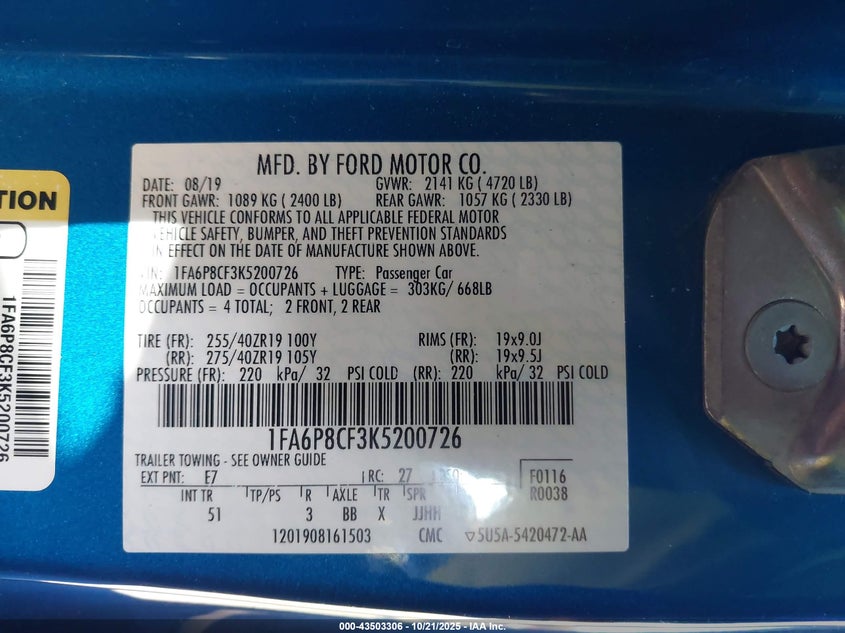 TION
1FA6P8CF3K5200726
MFD. BY FORD MOTOR CO.
DATE: 08/19 GVWR: 2141 KG ( 4720 LB)
FRONT GAWR: 1089 KG ( 2400 LB) REAR GAWR: 1057 KG ( 2330 LB)
THIS VEHICLE CONFORMS TO ALL APPLICABLE FEDERAL MOTOR
VEHICLE SAFETY, BUMPER, AND THEFT PREVENTION STANDARDS
IN EFFECT ON THE DATE OF MANUFACTURE SHOWN ABOVE.
VIN: 1FA6P8CF3K5200726 TYPE: Passenger Car
MAXIMUM LOAD = OCCUPANTS + LUGGAGE = 303KG/ 668LB
OCCUPANTS = 4 TOTAL; 2 FRONT, 2 REAR
TIRE (FR): 255/40ZR19 100Y RIMS (FR): 19x9.0J
(RR): 275/40ZR19 105Y (RR): 19x9.5J
PRESSURE (FR): 220 kPa/ 32 PSI COLD (RR): 220 kPa/ 32 PSI COLD
1FA6P8CF3K5200726
TRAILER TOWING - SEE OWNER GUIDE
EXT PNT: E7 RC: 27 F0116
INT TR TP/PS R AXLE TR SPR R0038
51 3 BB X JJHH
1201908161503 CMC ▽5U5A-5420472-AA
000-43503306 - 10/21/2025 - IAA Inc.